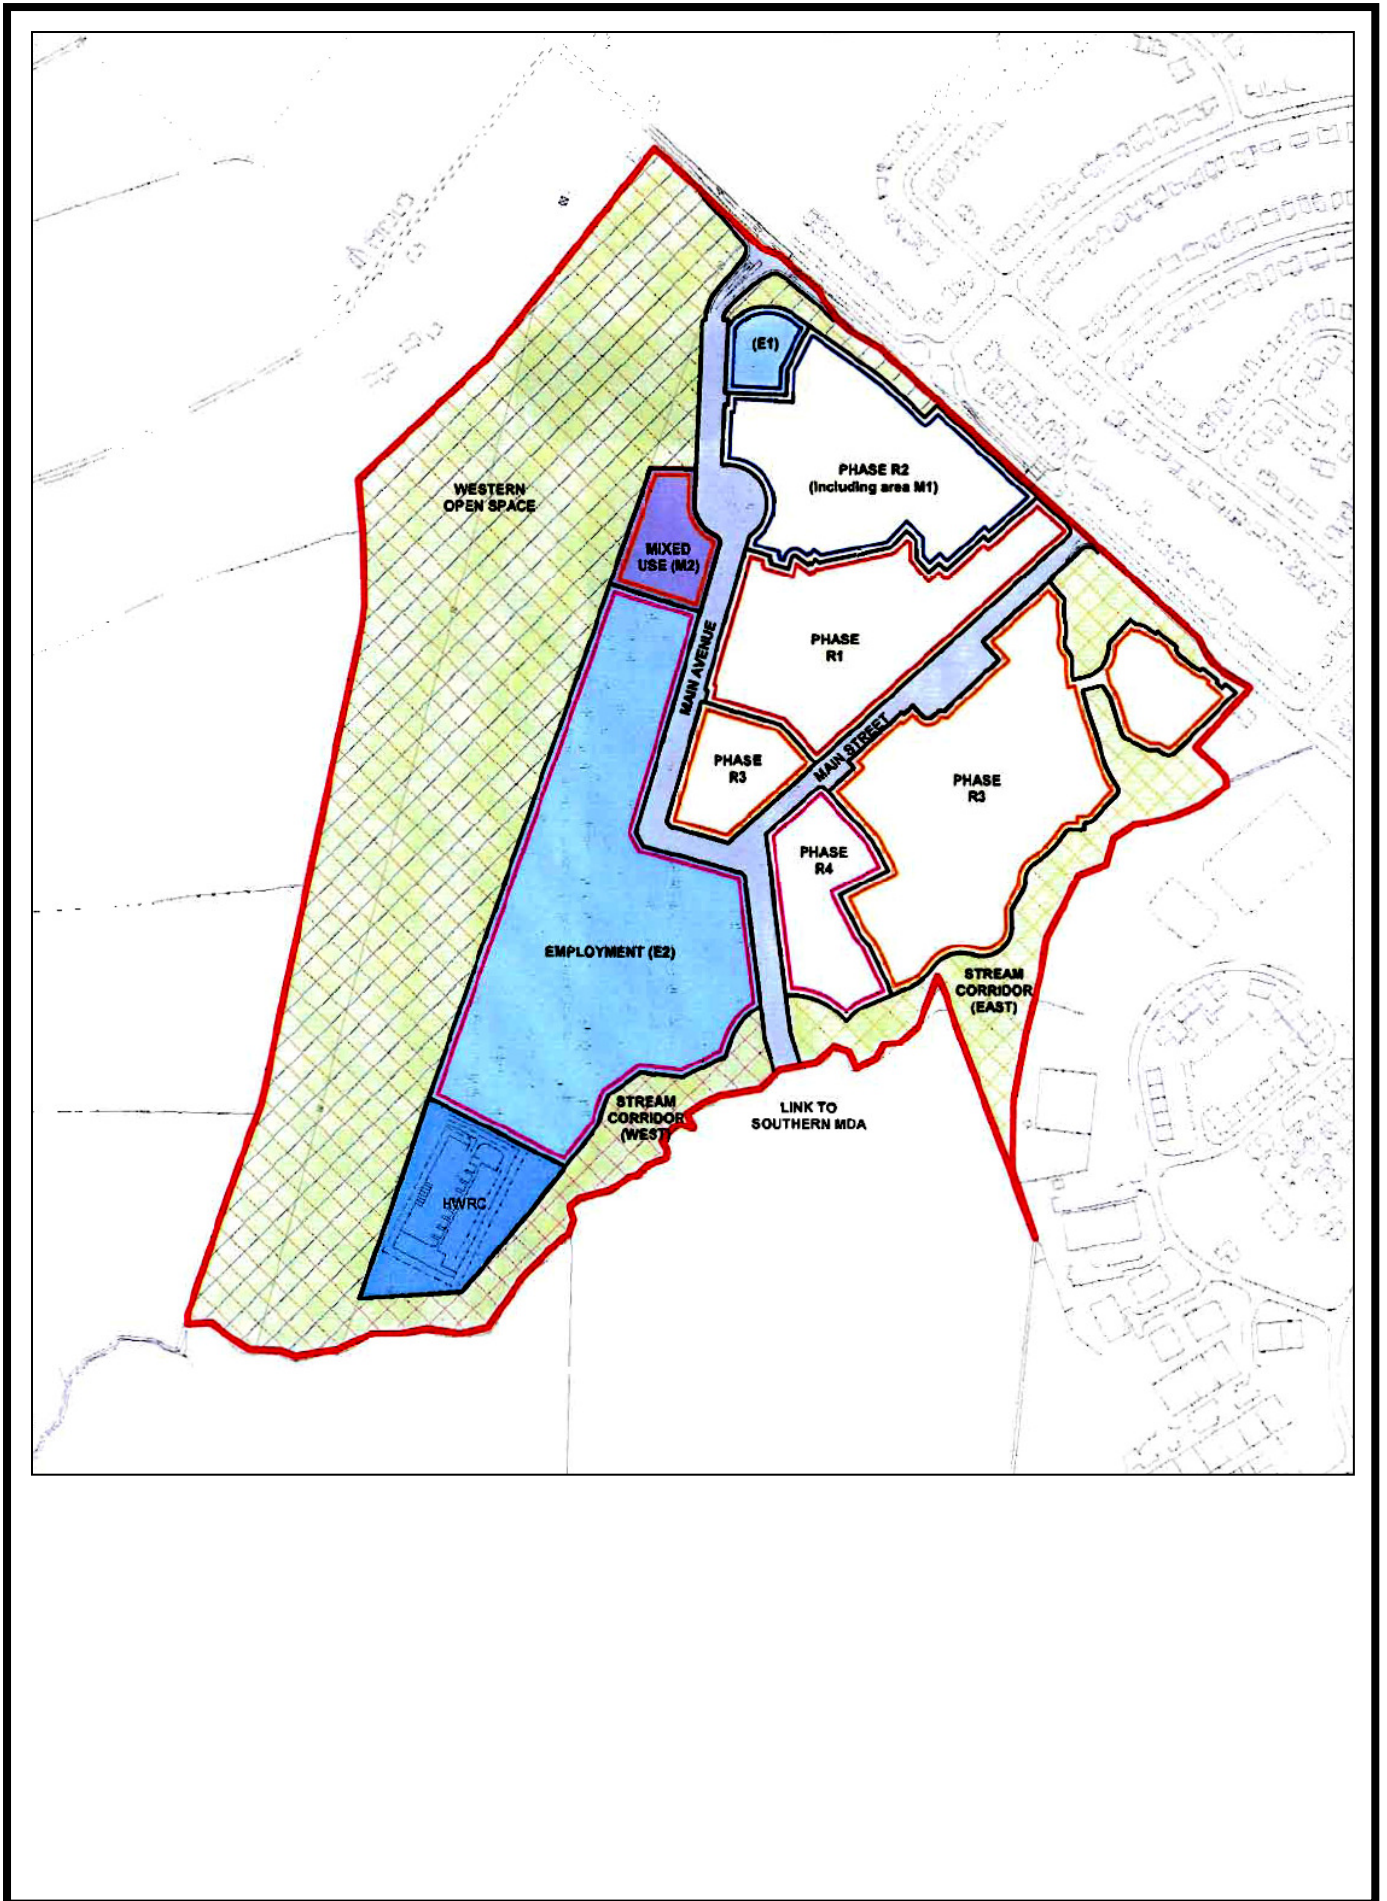 (E1)
PHASE R2
(Including area M1)
WESTERN
OPEN SPACE
MIXED
USE (M2)
MAIN AVENUE
PHASE
R1
PHASE
R3
MAIN STREET
PHASE
R3
PHASE
R4
EMPLOYMENT (E2)
STREAM
CORRIDOR
(EAST)
STREAM
CORRIDOR
(WEST)
LINK TO
SOUTHERN MDA
HWRC